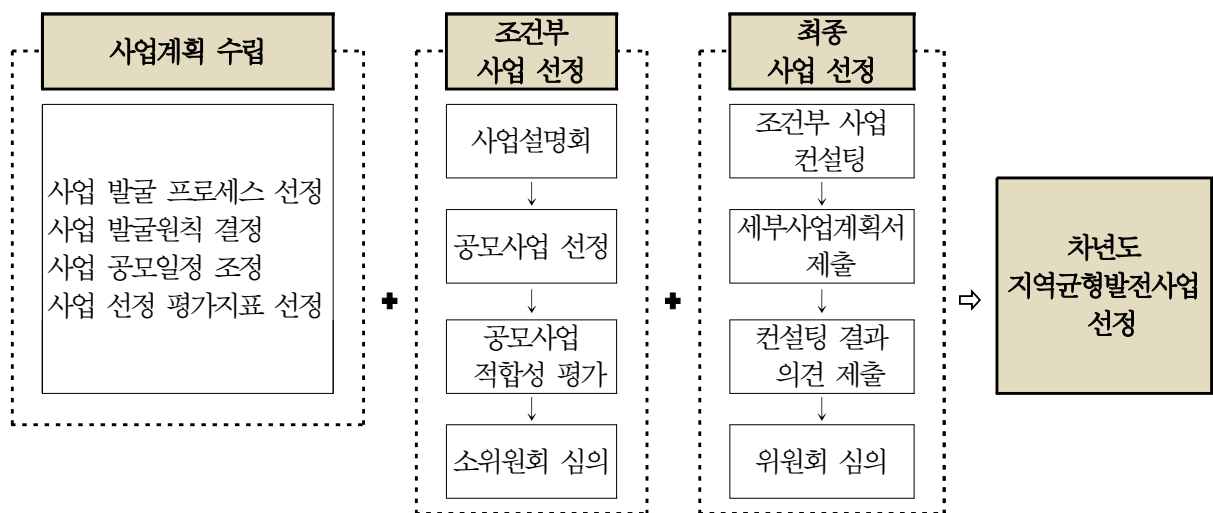 사업계획 수립
사업 발굴 프로세스 선정
사업 발굴원칙 결정
사업 공모일정 조정
사업 선정 평가지표 선정
조건부
사업 선정
사업설명회
공모사업 선정
공모사업
적합성 평가
소위원회 심의
최종
사업 선정
조건부 사업
컨설팅
세부사업계획서
제출
컨설팅 결과
의견 제출
위원회 심의
차년도
지역균형발전사업
선정